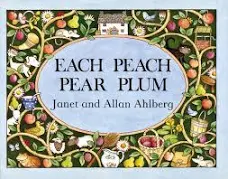 EACH PEACH
PEAR PLUM
Janet and Allan Ahlberg